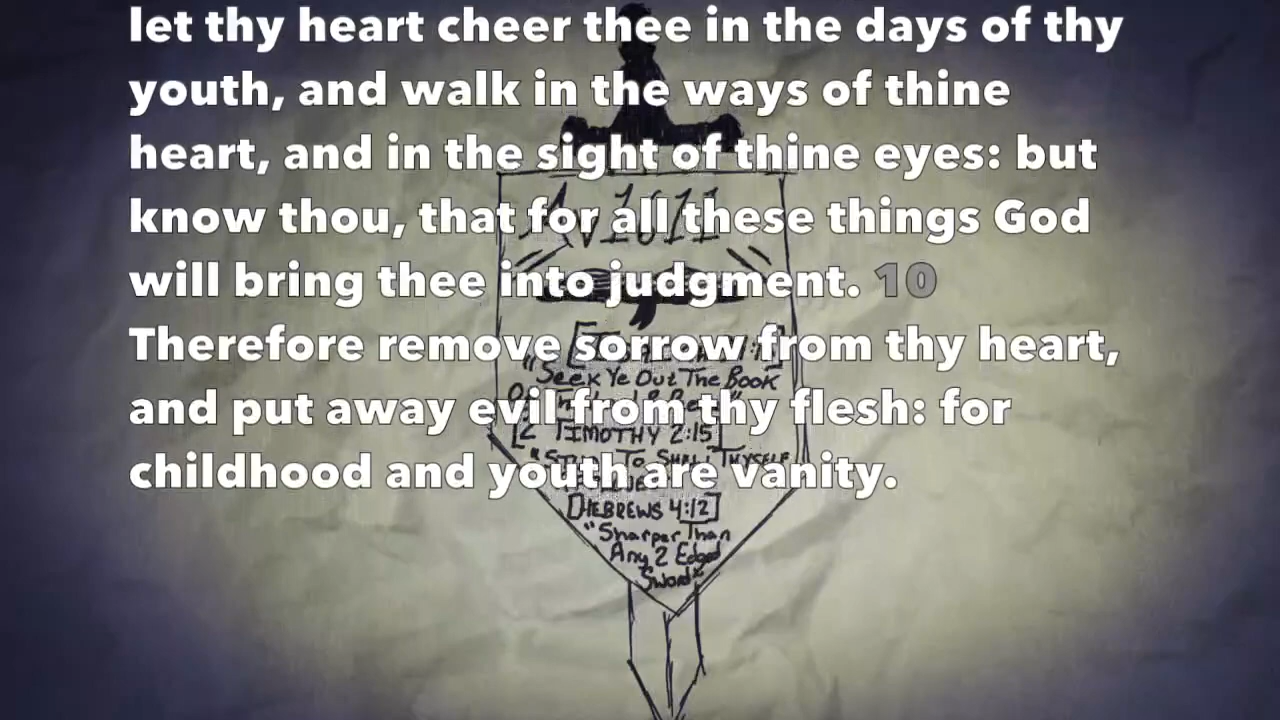 let thy heart cheer thee in the days of thy
youth, and walk in the ways of thine
heart, and in the sight of thine eyes: but
know thou, that for all these things God
will bring thee into judgment. 10
Therefore remove sorrow from thy heart,
and put away evil from thy flesh: for
childhood and youth are vanity.
Av1611
"Seek Ye Out The Book
[2 TIMOTHY 2:15]
To THYSELF
[HEBREWS 4:12]
"Sharper Than
Any 2 Edged
Sword"